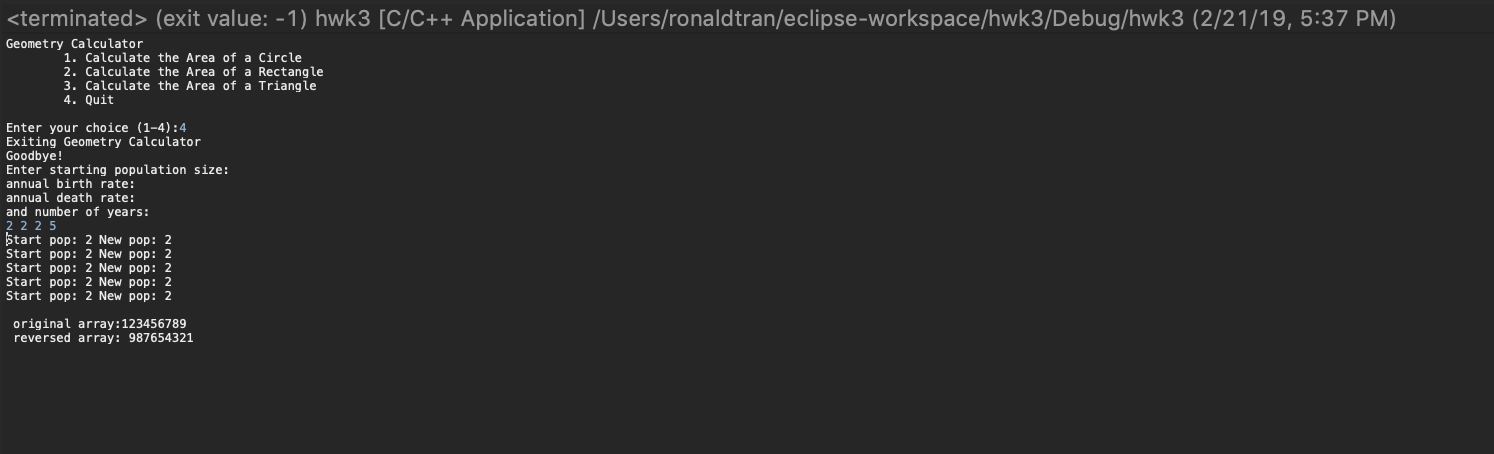 <terminated> (exit value: -1) hwk3 [C/C++ Application] /Users/ronaldtran/eclipse-workspace/hwk3/Debug/hwk3 (2/21/19, 5:37 PM)
Geometry Calculator
1. Calculate the Area of a Circle
2. Calculate the Area of a Rectangle
3. Calculate the Area of a Triangle
4. Quit
Enter your choice (1-4):4
Exiting Geometry Calculator
Goodbye!
Enter starting population size:
annual birth rate:
annual death rate:
and number of years:
2 2 2 5
Start pop: 2 New pop: 2
Start pop: 2 New pop: 2
Start pop: 2 New pop: 2
Start pop: 2 New pop: 2
Start pop: 2 New pop: 2
original array:123456789
reversed array: 987654321